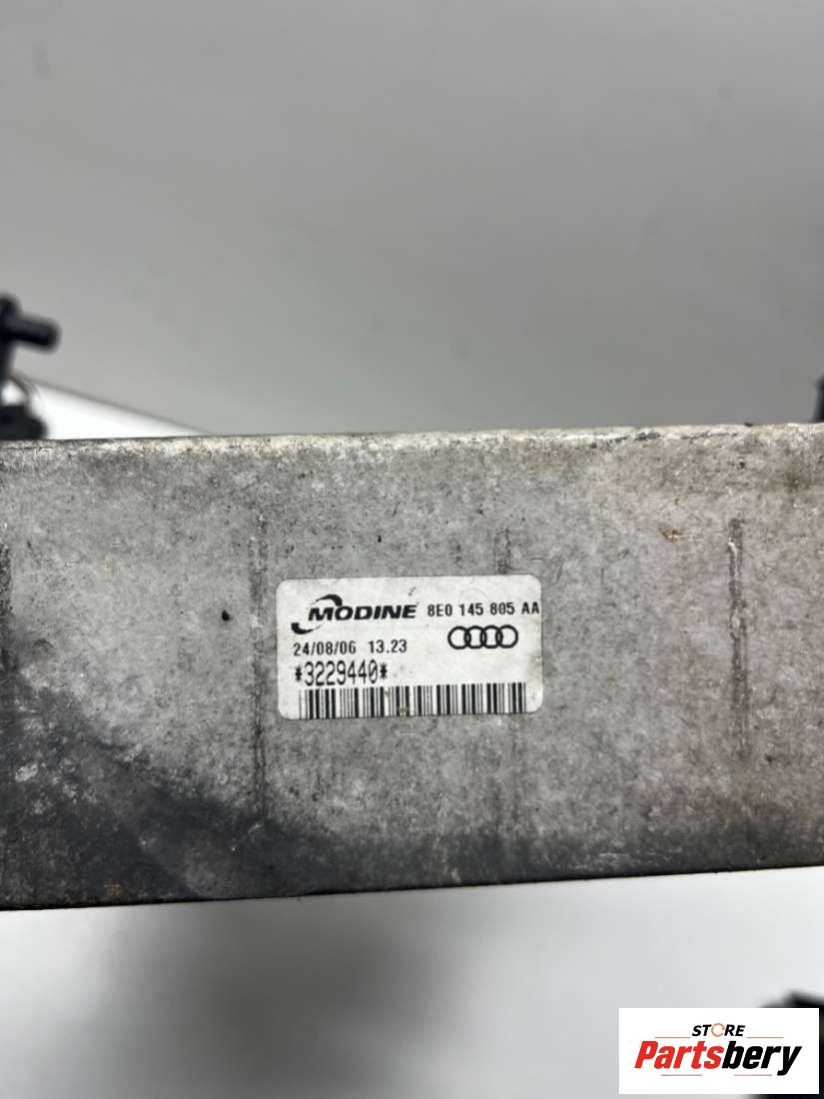 MODINE 8E0 145 805 AA
24/08/06 13.23
*3229440*
STORE
Partsbery